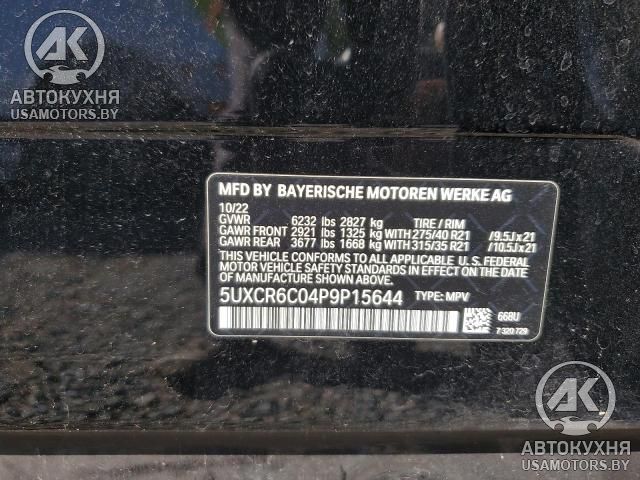 AK
АВТОКУХНЯ
USAMOTORS.BY
MFD BY BAYERISCHE MOTOREN WERKE AG
10/22
GVWR 6232 lbs 2827 kg TIRE / RIM
GAWR FRONT 2921 lbs 1325 kg WITH 275/40 R21 /9.5J x 21
GAWR REAR 3677 lbs 1668 kg WITH 315/35 R21 /10.5J x 21
THIS VEHICLE CONFORMS TO ALL APPLICABLE U. S. FEDERAL
MOTOR VEHICLE SAFETY STANDARDS IN EFFECT
ON THE DATE OF MANUFACTURE SHOWN ABOVE.
5UXCR6C04P9P15644 TYPE: MPV
668U
7 320 729
AK
АВТОКУХНЯ
USAMOTORS.BY